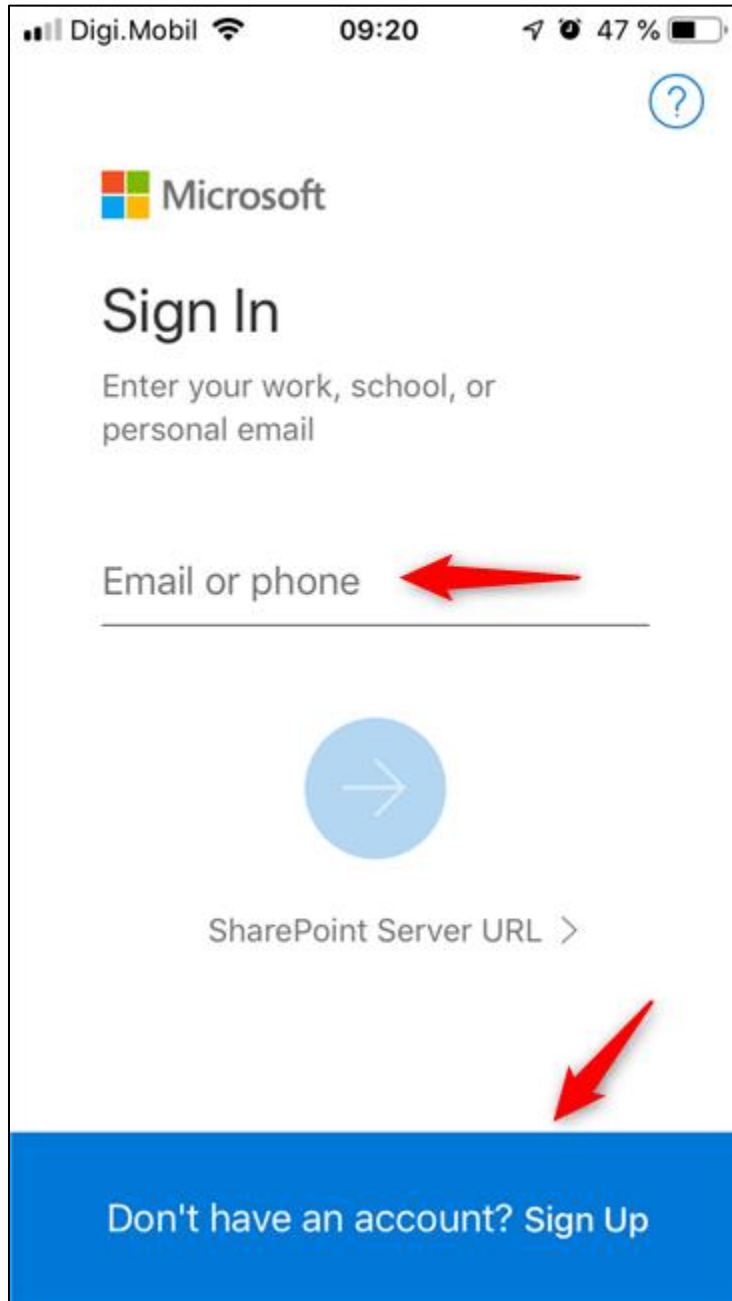 Digi.Mobil 09:20 47 %
?
Microsoft
Sign In
Enter your work, school, or
personal email
Email or phone
SharePoint Server URL >
Don't have an account? Sign Up